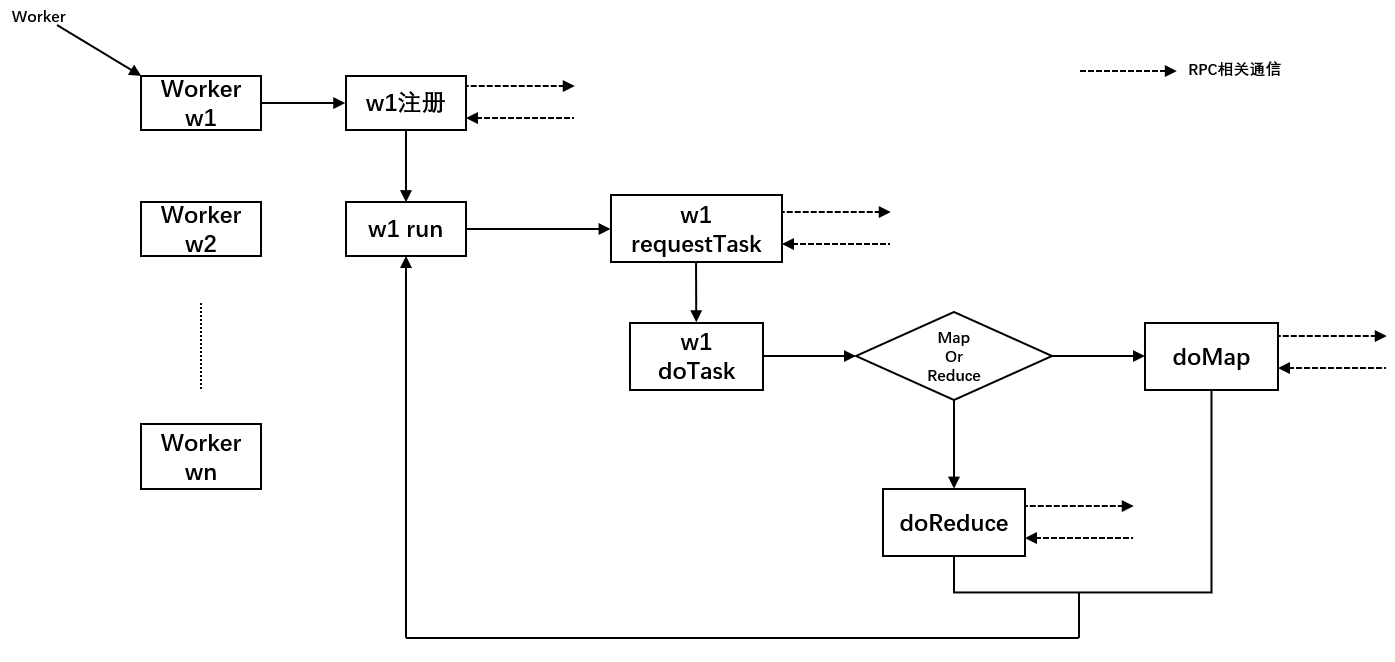 Worker
RPC相关通信
Worker
w1
w1注册
Worker
w2
w1 run
w1
requestTask
w1
doTask
Map
Or
Reduce
doMap
Worker
wn
doReduce